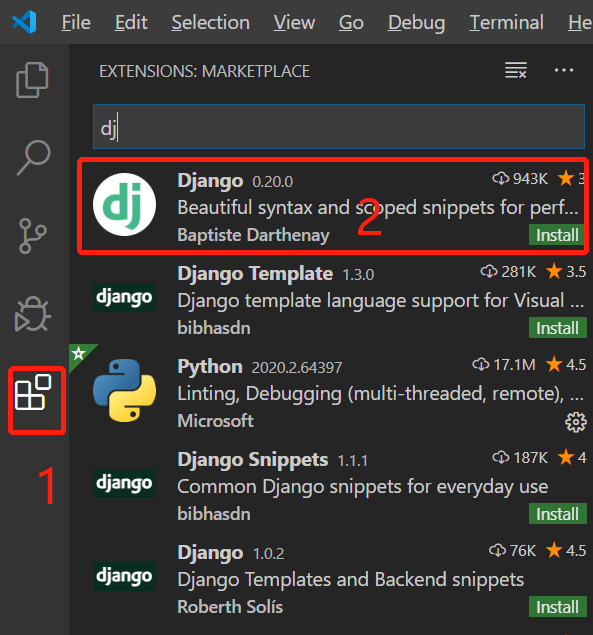 File Edit Selection View Go Debug Terminal He
EXTENSIONS: MARKETPLACE
dj
dj
Django 0.20.0 943K 3
Beautiful syntax and scoped snippets for perf...
2
Baptiste Darthenay Install
Django Template 1.3.0 281K 3.5
django
Django template language support for Visual ...
bibhasdn Install
Python 2020.2.64397 17.1M 4.5
Linting, Debugging (multi-threaded, remote), ...
Microsoft
1
Django Snippets 1.1.1 187K 4
django
Common Django snippets for everyday use
bibhasdn Install
Django 1.0.2 76K 4.5
django
Django Templates and Backend snippets
Roberth Solís Install